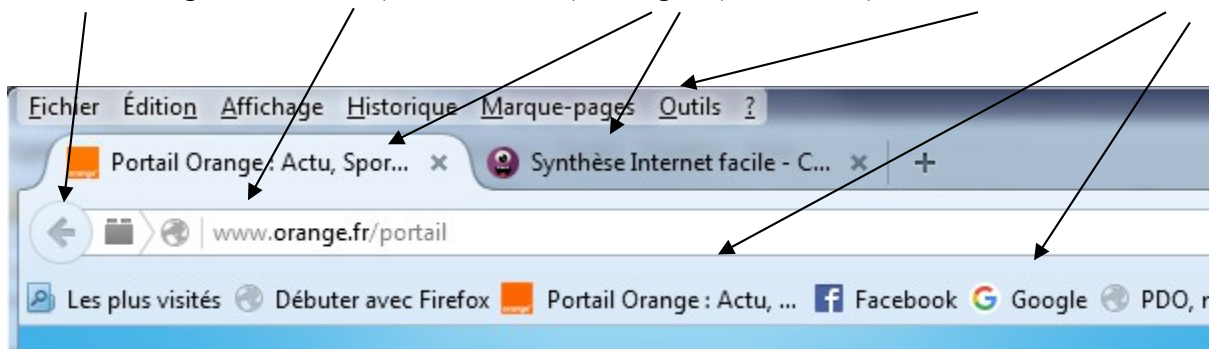 Fichier Édition Affichage Historique Marque-pages Outils ?
Portail Orange : Actu, Spor... × Synthèse Internet facile - C... × +
www.orange.fr/portail
Les plus visités Débuter avec Firefox Portail Orange : Actu, ... Facebook G Google PDO, r